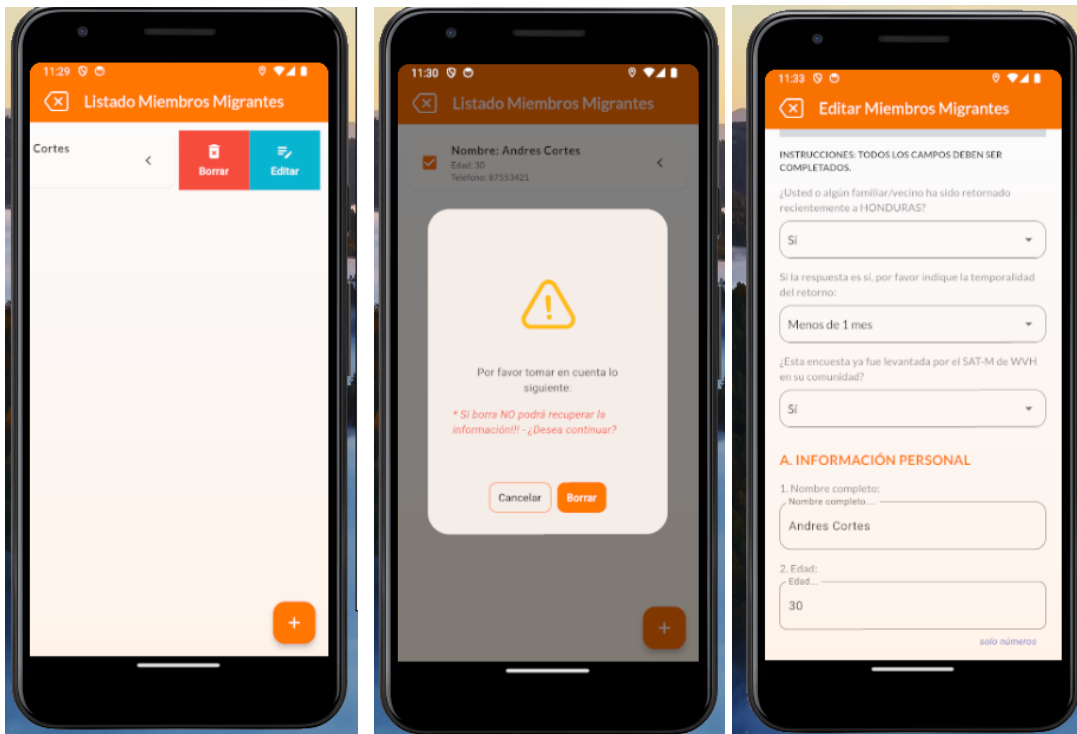 11:29
Listado Miembros Migrantes
Cortes
Borrar
Editar
+
11:30
Listado Miembros Migrantes
Nombre: Andres Cortes
Edad: 30
Teléfono: 87553421
Por favor tomar en cuenta lo
siguiente:
* Si borra NO podrá recuperar la
información!!! - ¿Desea continuar?
Cancelar
Borrar
+
11:33
Editar Miembros Migrantes
INSTRUCCIONES: TODOS LOS CAMPOS DEBEN SER
COMPLETADOS.
¿Usted o algún familiar/vecino ha sido retornado
recientemente a HONDURAS?
Sí
Si la respuesta es sí, por favor indique la temporalidad
del retorno:
Menos de 1 mes
¿Esta encuesta ya fue levantada por el SAT-M de WVH
en su comunidad?
Sí
A. INFORMACIÓN PERSONAL
1. Nombre completo:
Nombre completo....
Andres Cortes
2. Edad:
Edad...
30
solo números